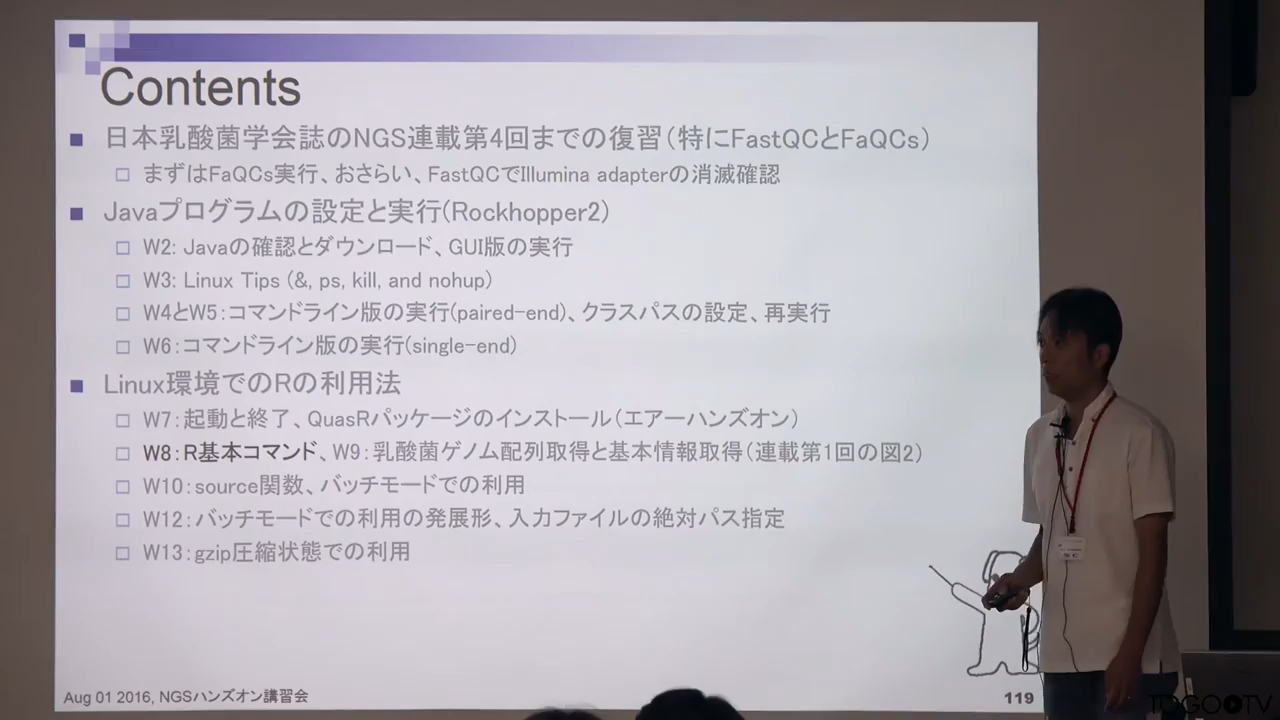 Contents
日本乳酸菌学会誌のNGS連載第4回までの復習(特にFastQCとFaQCs)
まずはFaQCs実行、おさらい、FastQCでIllumina adapterの消滅確認
Javaプログラムの設定と実行(Rockhopper2)
W2: Javaの確認とダウンロード、GUI版の実行
W3: Linux Tips (&, ps, kill, and nohup)
W4とW5:コマンドライン版の実行(paired-end)、クラスパスの設定、再実行
W6:コマンドライン版の実行(single-end)
Linux環境でのRの利用法
W7:起動と終了、QuasRパッケージのインストール(エアーハンズオン)
W8:R基本コマンド、W9:乳酸菌ゲノム配列取得と基本情報取得(連載第1回の図2)
W10:source関数、バッチモードでの利用
W12:バッチモードでの利用の発展形、入力ファイルの絶対パス指定
W13:gzip圧縮状態での利用
Aug 01 2016, NGSハンズオン講習会
119
TOGOTV